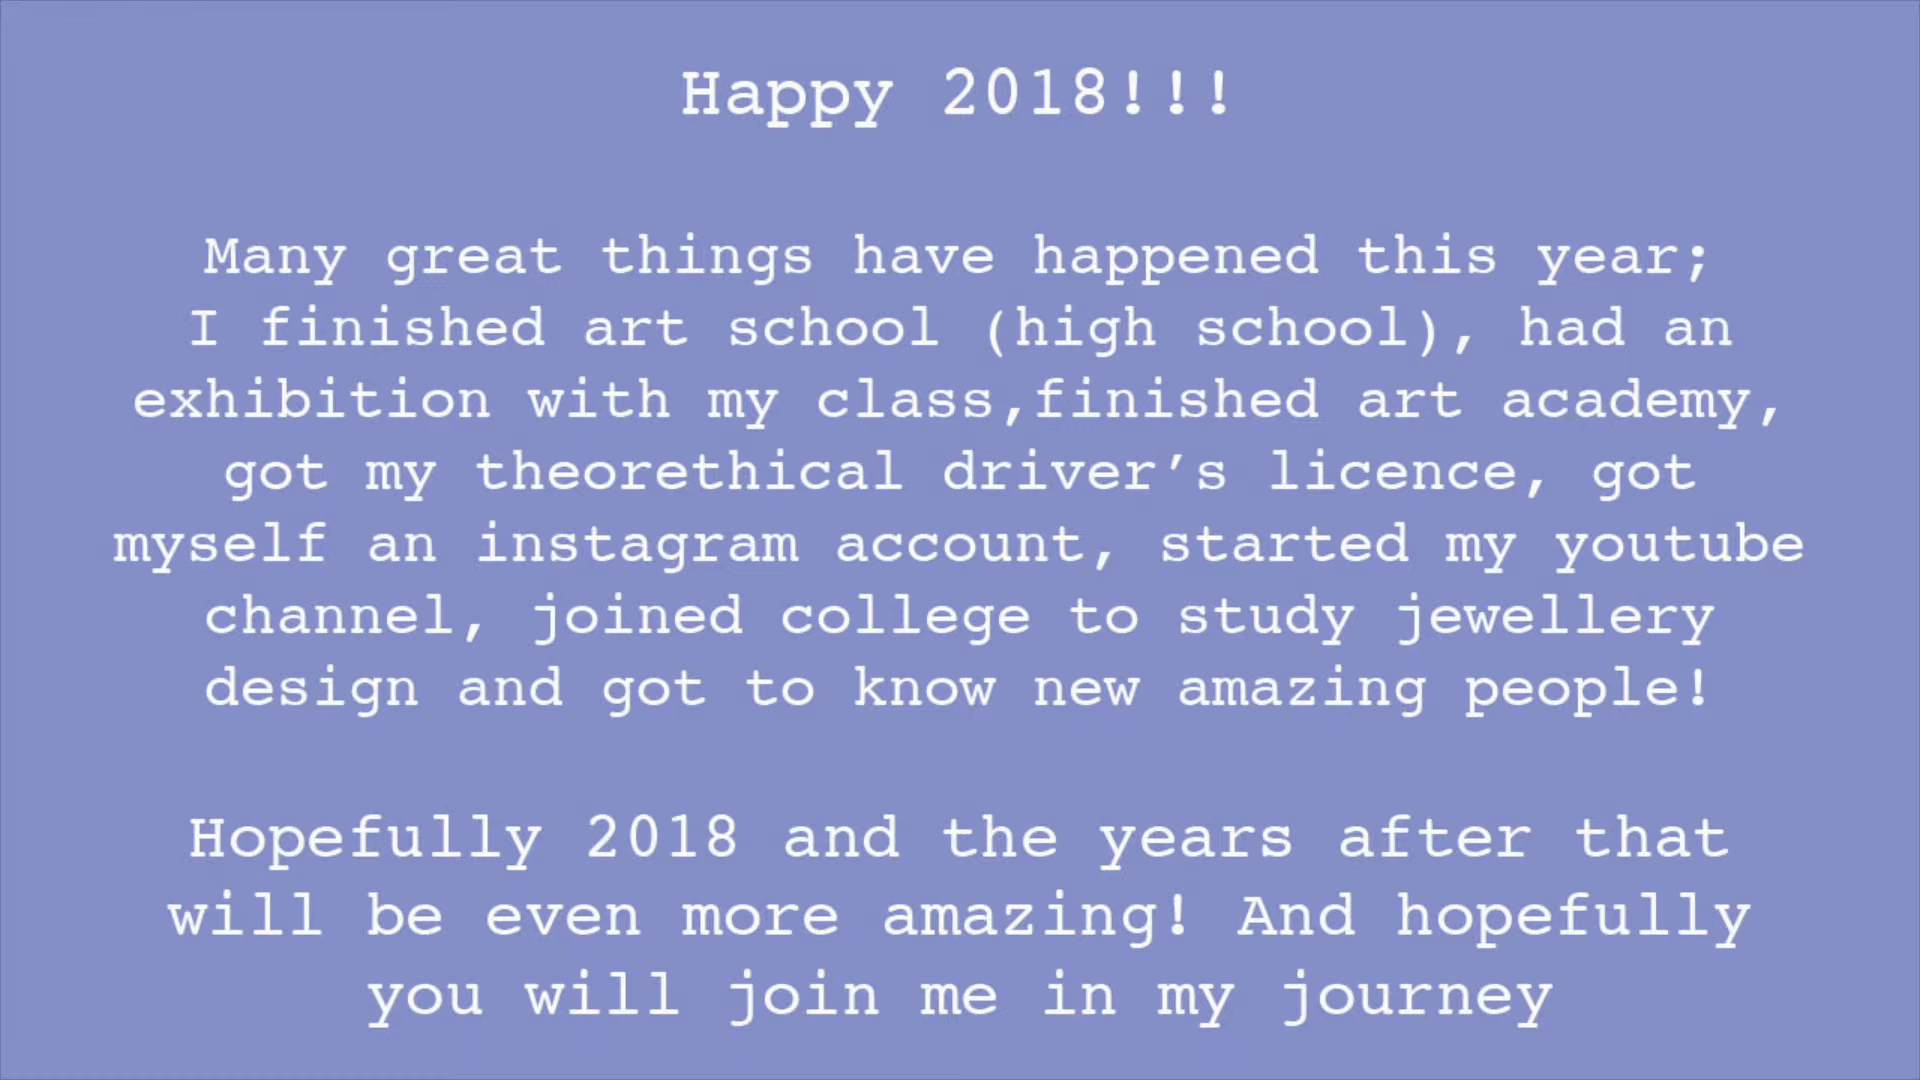 Happy 2018!!!
Many great things have happened this year;
I finished art school (high school), had an
exhibition with my class,finished art academy,
got my theorethical driver’s licence, got
myself an instagram account, started my youtube
channel, joined college to study jewellery
design and got to know new amazing people!
Hopefully 2018 and the years after that
will be even more amazing! And hopefully
you will join me in my journey